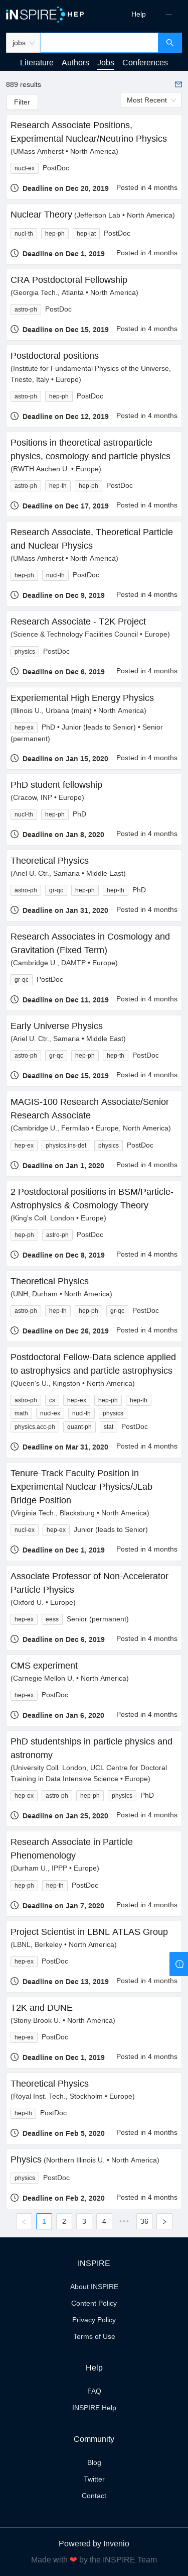 iNSPIRE HEP
Help
jobs
Literature Authors Jobs Conferences
889 results
Filter
Most Recent
Research Associate Positions,
Experimental Nuclear/Neutrino Physics
(UMass Amherst • North America)
nucl-ex PostDoc
Deadline on Dec 20, 2019 Posted in 4 months
Nuclear Theory (Jefferson Lab • North America)
nucl-th hep-ph hep-lat PostDoc
Deadline on Dec 1, 2019 Posted in 4 months
CRA Postdoctoral Fellowship
(Georgia Tech., Atlanta • North America)
astro-ph PostDoc
Deadline on Dec 15, 2019 Posted in 4 months
Postdoctoral positions
(Institute for Fundamental Physics of the Universe,
Trieste, Italy • Europe)
astro-ph hep-ph PostDoc
Deadline on Dec 12, 2019 Posted in 4 months
Positions in theoretical astroparticle
physics, cosmology and particle physics
(RWTH Aachen U. • Europe)
astro-ph hep-th hep-ph PostDoc
Deadline on Dec 17, 2019 Posted in 4 months
Research Associate, Theoretical Particle
and Nuclear Physics
(UMass Amherst • North America)
hep-ph nucl-th PostDoc
Deadline on Dec 9, 2019 Posted in 4 months
Research Associate - T2K Project
(Science & Technology Facilities Council • Europe)
physics PostDoc
Deadline on Dec 6, 2019 Posted in 4 months
Experiemental High Energy Physics
(Illinois U., Urbana (main) • North America)
hep-ex PhD • Junior (leads to Senior) • Senior
(permanent)
Deadline on Jan 15, 2020 Posted in 4 months
PhD student fellowship
(Cracow, INP • Europe)
nucl-th hep-ph PhD
Deadline on Jan 8, 2020 Posted in 4 months
Theoretical Physics
(Ariel U. Ctr., Samaria • Middle East)
astro-ph gr-qc hep-ph hep-th PhD
Deadline on Jan 31, 2020 Posted in 4 months
Research Associates in Cosmology and
Gravitation (Fixed Term)
(Cambridge U., DAMTP • Europe)
gr-qc PostDoc
Deadline on Dec 11, 2019 Posted in 4 months
Early Universe Physics
(Ariel U. Ctr., Samaria • Middle East)
astro-ph gr-qc hep-ph hep-th PostDoc
Deadline on Dec 15, 2019 Posted in 4 months
MAGIS-100 Research Associate/Senior
Research Associate
(Cambridge U., Fermilab • Europe, North America)
hep-ex physics.ins-det physics PostDoc
Deadline on Jan 1, 2020 Posted in 4 months
2 Postdoctoral positions in BSM/Particle-
Astrophysics & Cosmology Theory
(King's Coll. London • Europe)
hep-ph astro-ph PostDoc
Deadline on Dec 8, 2019 Posted in 4 months
Theoretical Physics
(UNH, Durham • North America)
astro-ph hep-th hep-ph gr-qc PostDoc
Deadline on Dec 26, 2019 Posted in 4 months
Postdoctoral Fellow-Data science applied
to astrophysics and particle astrophysics
(Queen's U., Kingston • North America)
astro-ph cs hep-ex hep-ph hep-th
math nucl-ex nucl-th physics
physics.acc-ph quant-ph stat PostDoc
Deadline on Mar 31, 2020 Posted in 4 months
Tenure-Track Faculty Position in
Experimental Nuclear Physics/JLab
Bridge Position
(Virginia Tech., Blacksburg • North America)
nucl-ex hep-ex Junior (leads to Senior)
Deadline on Dec 1, 2019 Posted in 4 months
Associate Professor of Non-Accelerator
Particle Physics
(Oxford U. • Europe)
hep-ex eess Senior (permanent)
Deadline on Dec 6, 2019 Posted in 4 months
CMS experiment
(Carnegie Mellon U. • North America)
hep-ex PostDoc
Deadline on Jan 6, 2020 Posted in 4 months
PhD studentships in particle physics and
astronomy
(University Coll. London, UCL Centre for Doctoral
Training in Data Intensive Science • Europe)
hep-ex astro-ph hep-ph physics PhD
Deadline on Jan 25, 2020 Posted in 4 months
Research Associate in Particle
Phenomenology
(Durham U., IPPP • Europe)
hep-ph hep-th PostDoc
Deadline on Jan 7, 2020 Posted in 4 months
Project Scientist in LBNL ATLAS Group
(LBNL, Berkeley • North America)
hep-ex PostDoc
Deadline on Dec 13, 2019 Posted in 4 months
T2K and DUNE
(Stony Brook U. • North America)
hep-ex PostDoc
Deadline on Dec 1, 2019 Posted in 4 months
Theoretical Physics
(Royal Inst. Tech., Stockholm • Europe)
hep-th PostDoc
Deadline on Feb 5, 2020 Posted in 4 months
Physics (Northern Illinois U. • North America)
physics PostDoc
Deadline on Feb 2, 2020 Posted in 4 months
1 2 3 4 ••• 36
INSPIRE
About INSPIRE
Content Policy
Privacy Policy
Terms of Use
Help
FAQ
INSPIRE Help
Community
Blog
Twitter
Contact
Powered by Invenio
Made with ❤ by the INSPIRE Team